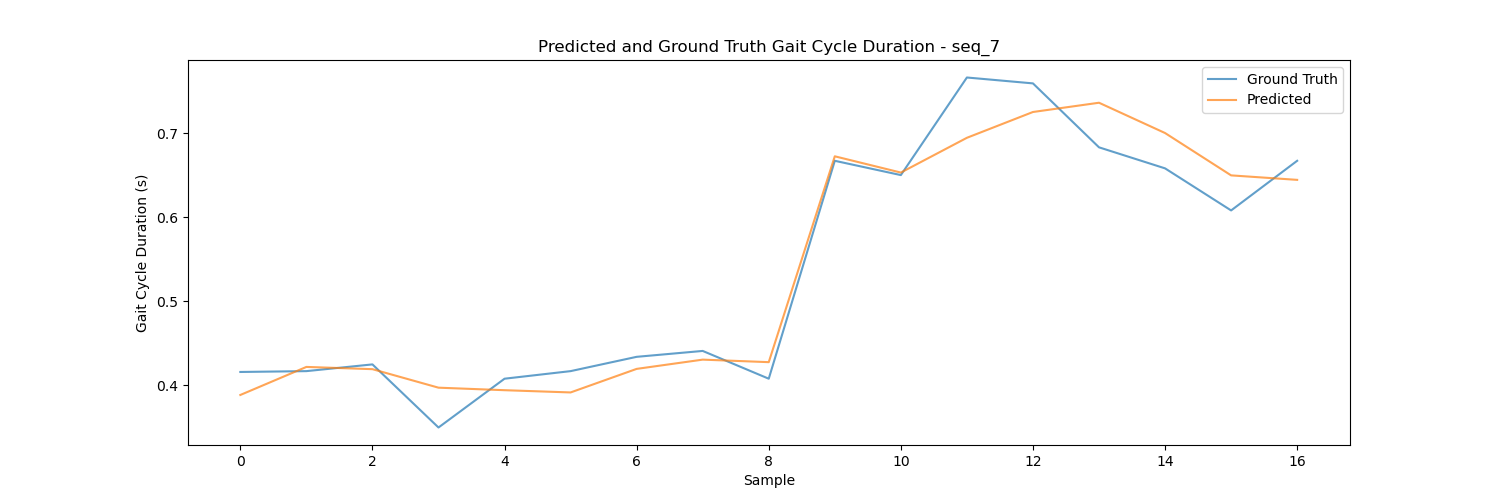 Predicted and Ground Truth Gait Cycle Duration - seq_7
Ground Truth
Predicted
Gait Cycle Duration (s)
0.7
0.6
0.5
0.4
0 2 4 6 8 10 12 14 16
Sample